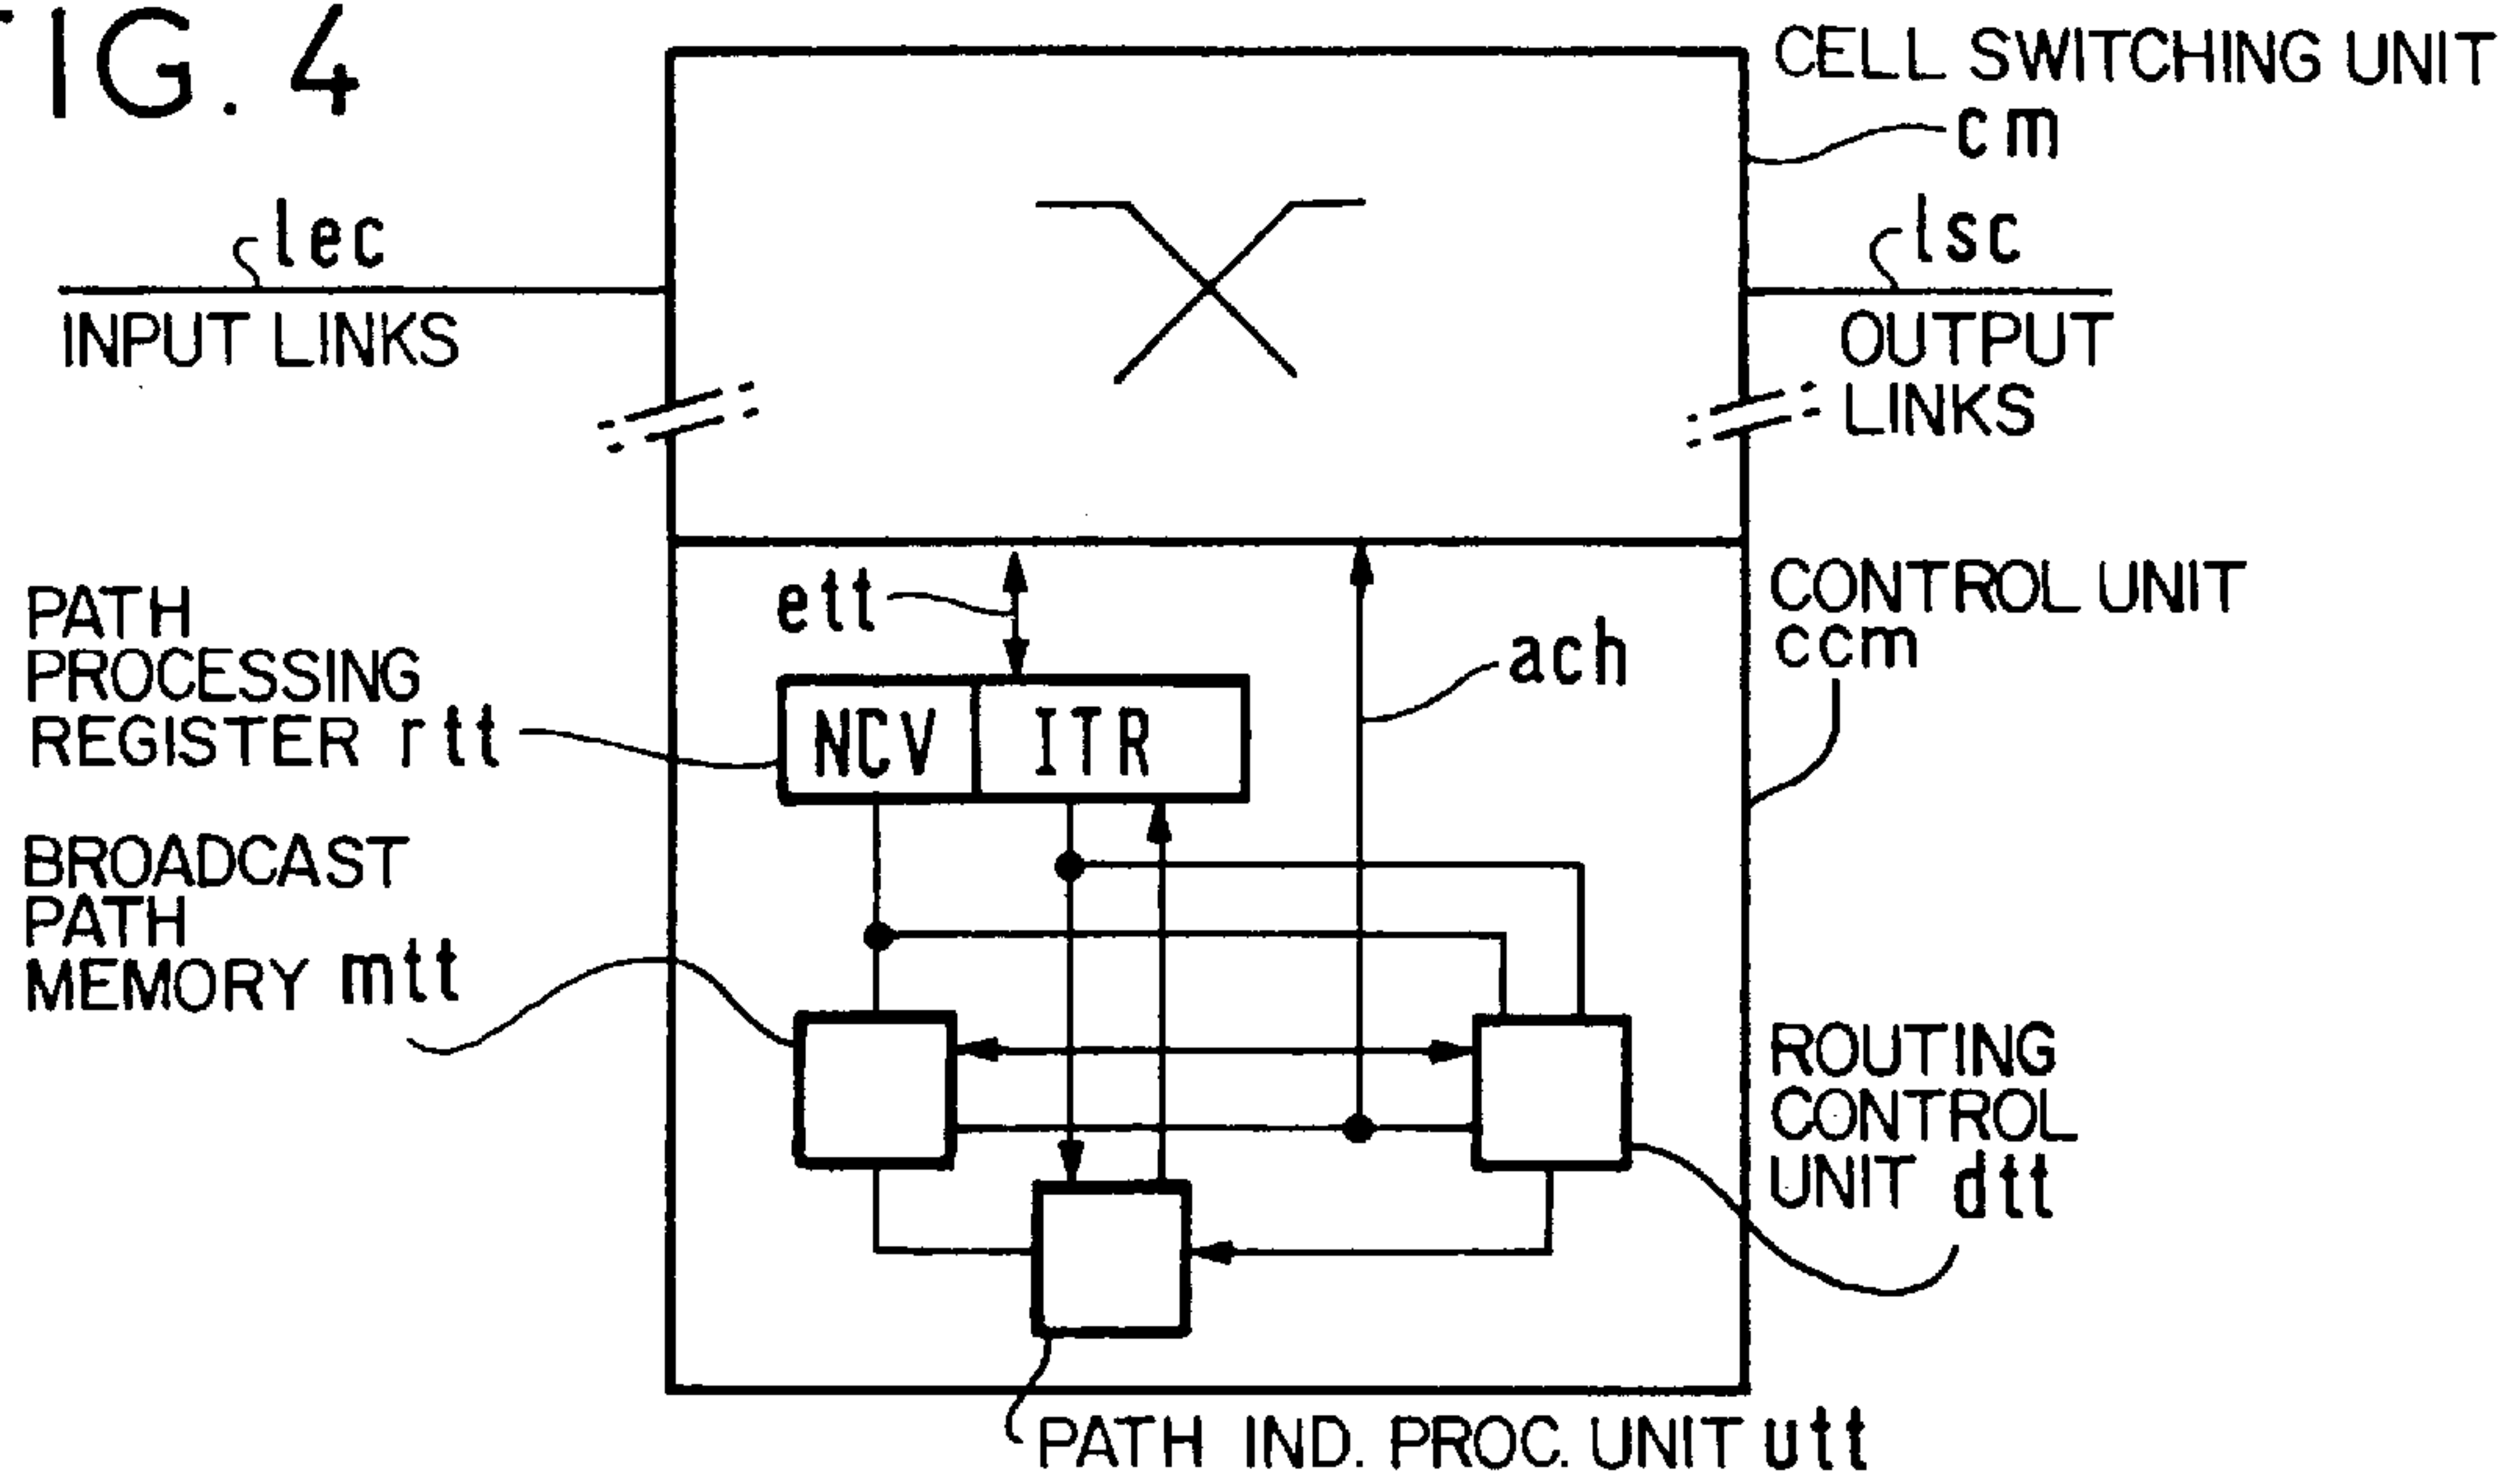 FIG. 4
CELL SWITCHING UNIT
cm
lec
INPUT LINKS
lsc
OUTPUT
LINKS
PATH
PROCESSING
REGISTER rtt
ett
NCV ITR
ach
CONTROL UNIT
ccm
BROADCAST
PATH
MEMORY mtt
ROUTING
CONTROL
UNIT dtt
PATH IND. PROC. UNIT utt